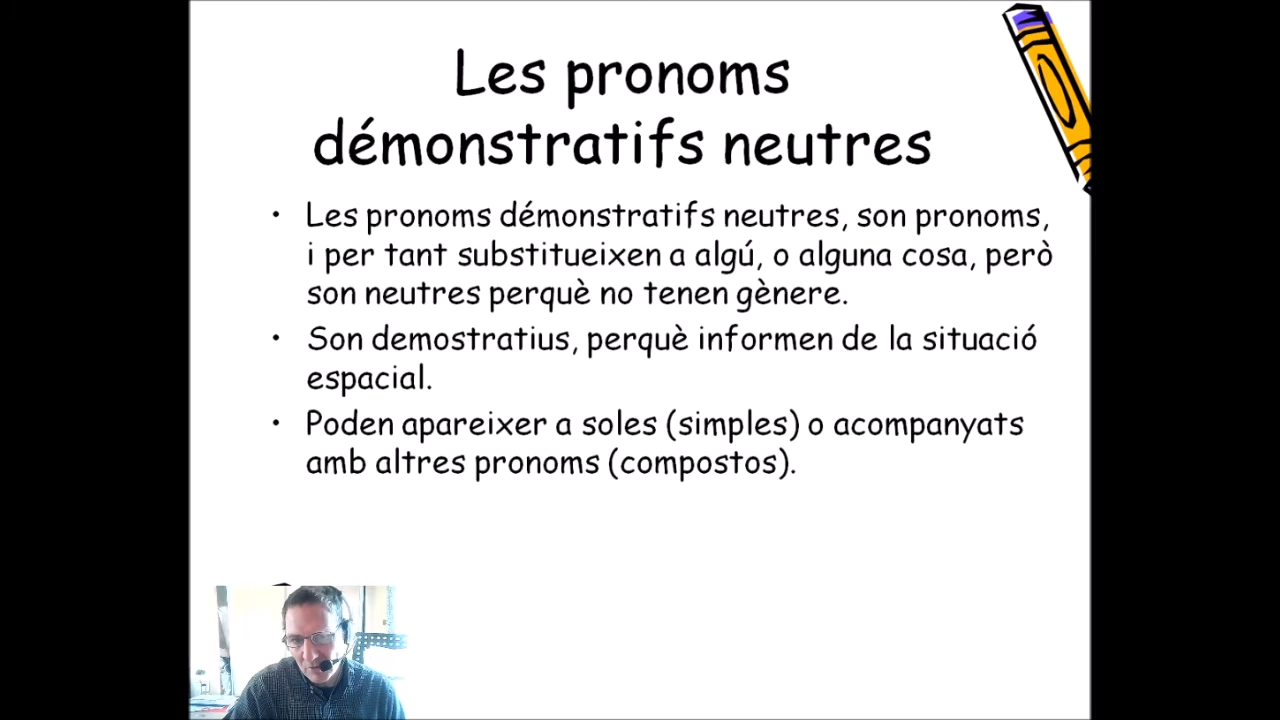 Les pronoms
démonstratifs neutres
• Les pronoms démonstratifs neutres, son pronoms,
i per tant substitueixen a algú, o alguna cosa, però
son neutres perquè no tenen gènere.
• Son demostratius, perquè informen de la situació
espacial.
• Poden apareixer a soles (simples) o acompanyats
amb altres pronoms (compostos).